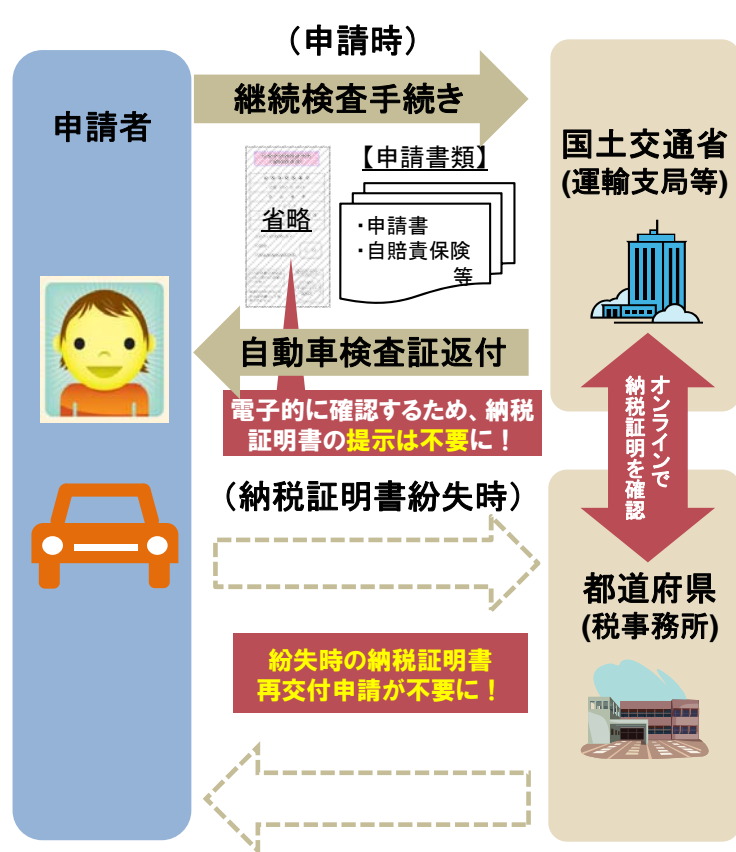 (申請時)
申請者
継続検査手続き
国土交通省
(運輸支局等)
【申請書類】
省略
・申請書
・自賠責保険
等
自動車検査証返付
電子的に確認するため、納税
証明書の提示は不要に！
オンラインで
納税証明を確認
(納税証明書紛失時)
都道府県
(税事務所)
紛失時の納税証明書
再交付申請が不要に！